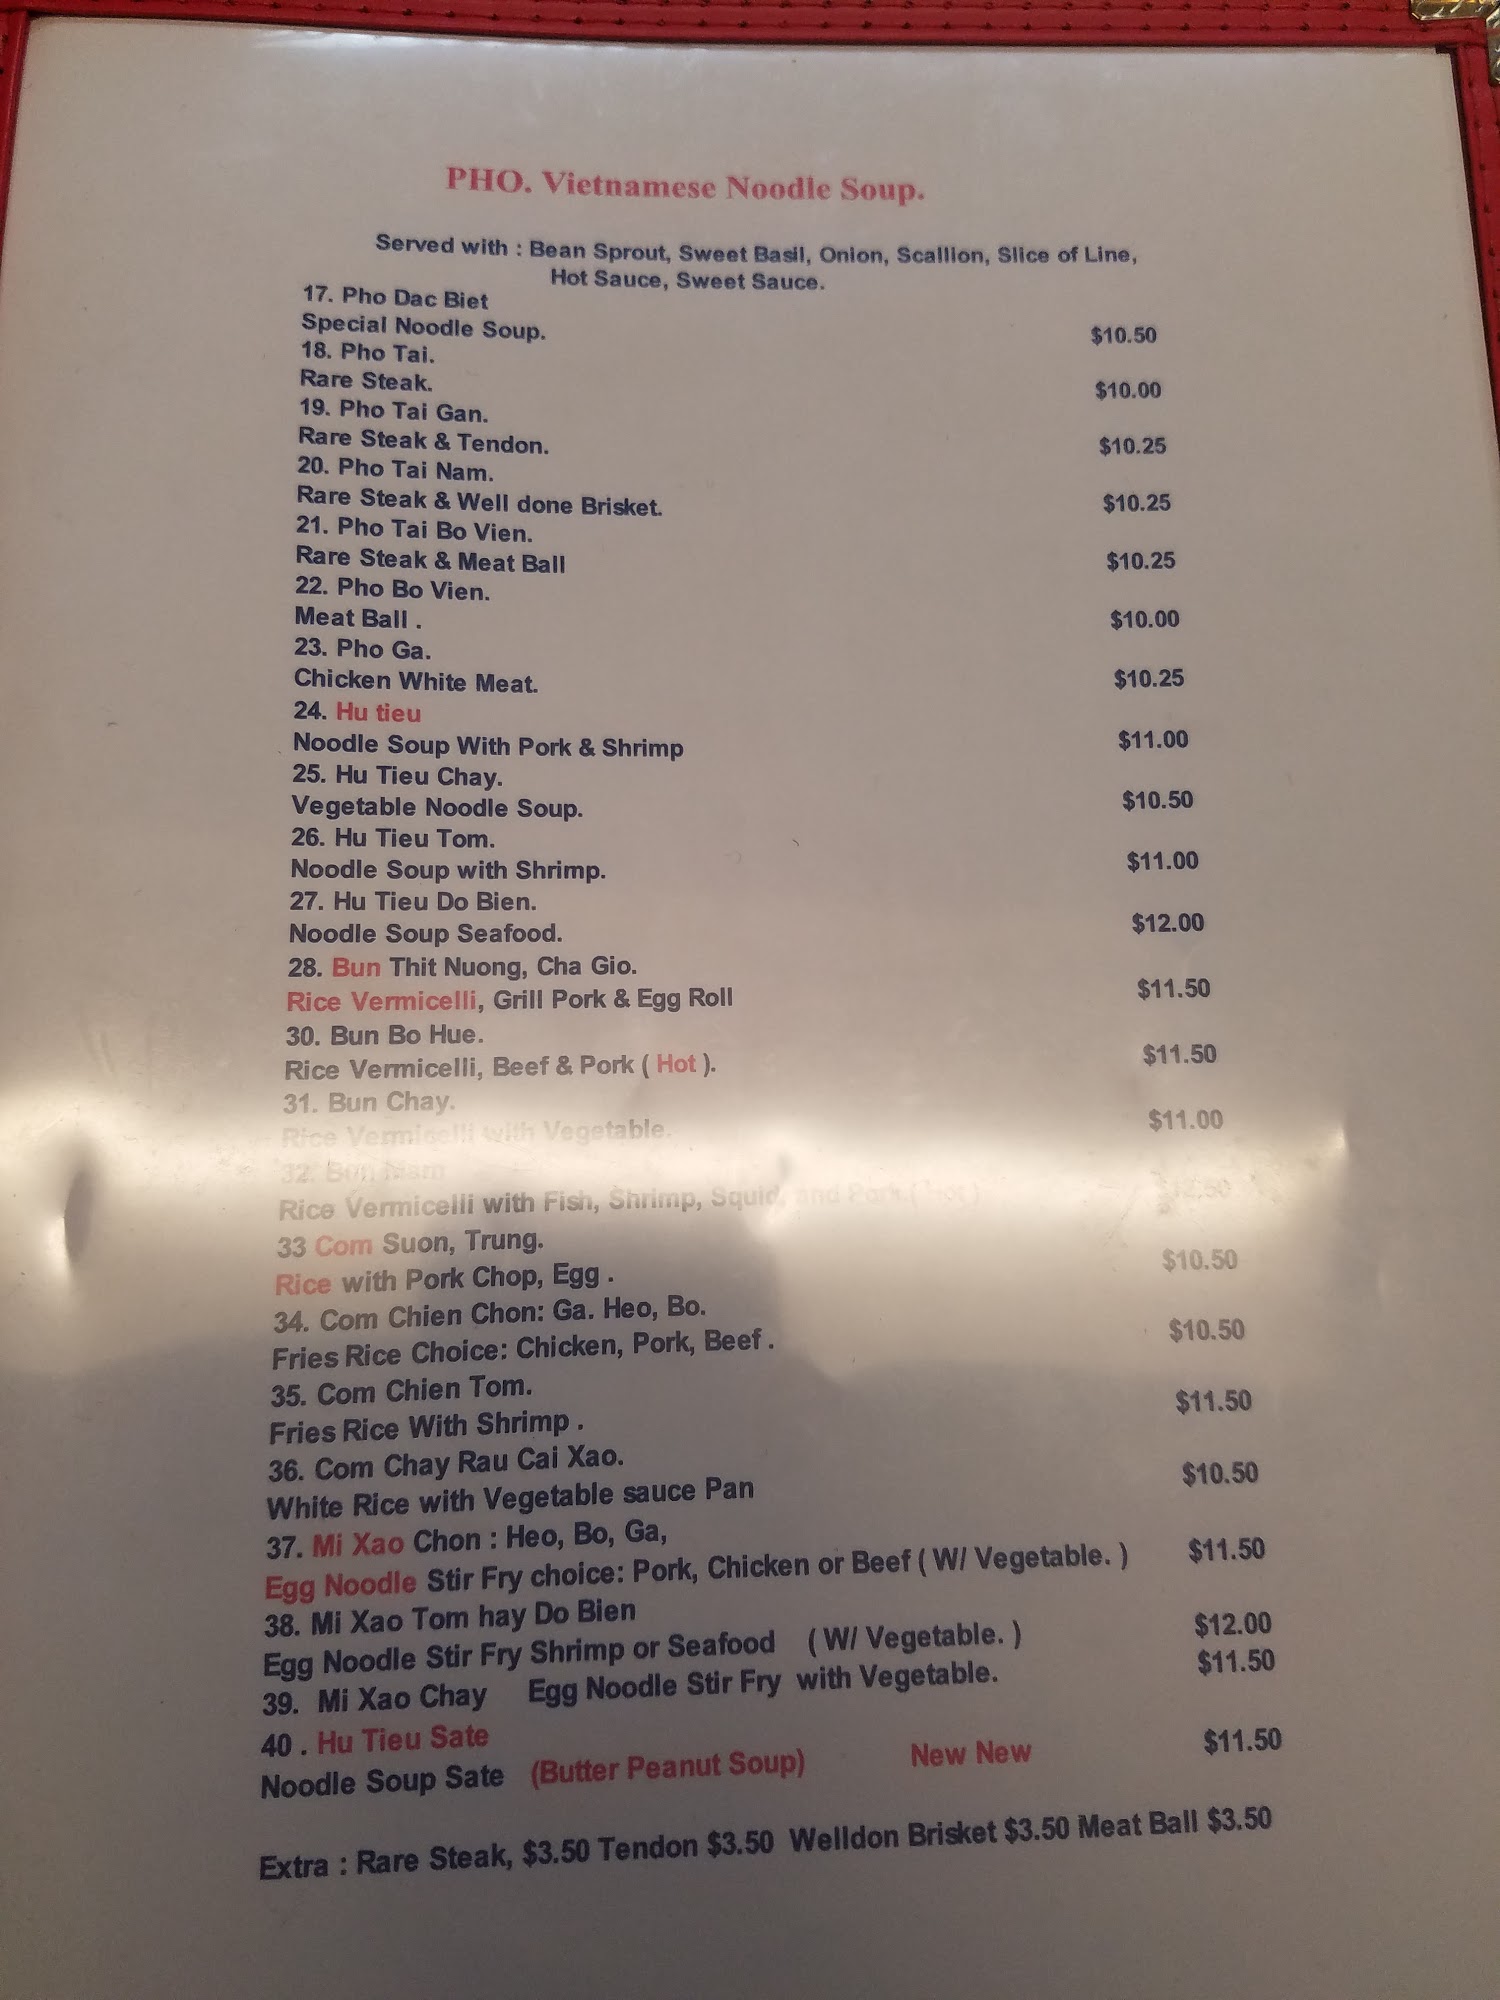 PHO. Vietnamese Noodle Soup.
Served with : Bean Sprout, Sweet Basil, Onion, Scallion, Slice of Line,
Hot Sauce, Sweet Sauce.
17. Pho Dac Biet
Special Noodle Soup. $10.50
18. Pho Tai.
Rare Steak. $10.00
19. Pho Tai Gan.
Rare Steak & Tendon. $10.25
20. Pho Tai Nam.
Rare Steak & Well done Brisket. $10.25
21. Pho Tai Bo Vien.
Rare Steak & Meat Ball $10.25
22. Pho Bo Vien.
Meat Ball . $10.00
23. Pho Ga.
Chicken White Meat. $10.25
24. Hu tieu
Noodle Soup With Pork & Shrimp $11.00
25. Hu Tieu Chay.
Vegetable Noodle Soup. $10.50
26. Hu Tieu Tom.
Noodle Soup with Shrimp. $11.00
27. Hu Tieu Do Bien.
Noodle Soup Seafood. $12.00
28. Bun Thit Nuong, Cha Gio.
Rice Vermicelli, Grill Pork & Egg Roll $11.50
30. Bun Bo Hue.
Rice Vermicelli, Beef & Pork ( Hot ). $11.50
31. Bun Chay.
Rice Vermicelli with Vegetable. $11.00
32. Bun
Rice Vermicelli with Fish, Shrimp, Squid, and Pork.
33 Com Suon, Trung.
Rice with Pork Chop, Egg . $10.50
34. Com Chien Chon: Ga. Heo, Bo.
Fries Rice Choice: Chicken, Pork, Beef . $10.50
35. Com Chien Tom.
Fries Rice With Shrimp . $11.50
36. Com Chay Rau Cai Xao.
White Rice with Vegetable sauce Pan $10.50
37. Mi Xao Chon : Heo, Bo, Ga,
Egg Noodle Stir Fry choice: Pork, Chicken or Beef ( W/ Vegetable. ) $11.50
38. Mi Xao Tom hay Do Bien
Egg Noodle Stir Fry Shrimp or Seafood ( W/ Vegetable. ) $12.00
39. Mi Xao Chay Egg Noodle Stir Fry with Vegetable. $11.50
40 . Hu Tieu Sate
Noodle Soup Sate (Butter Peanut Soup) New New $11.50
Extra : Rare Steak, $3.50 Tendon $3.50 Welldon Brisket $3.50 Meat Ball $3.50